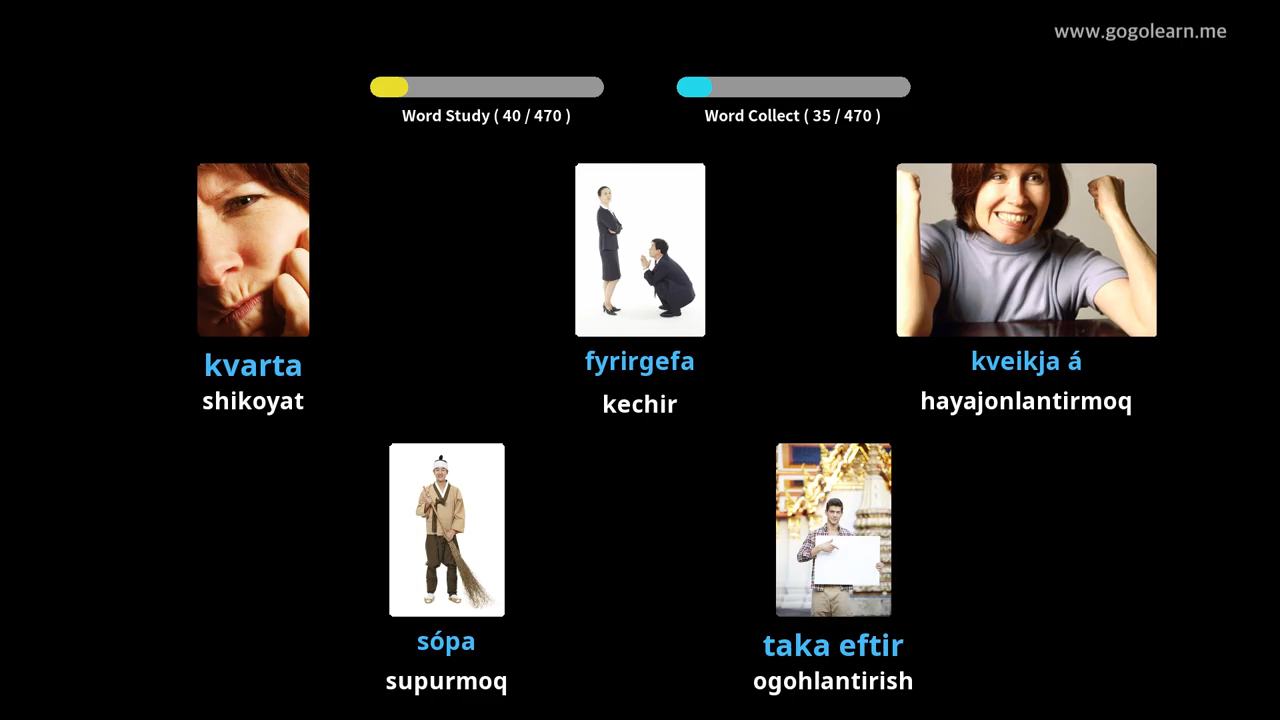 www.gogolearn.me
Word Study ( 40 / 470 )
Word Collect ( 35 / 470 )
kvarta
shikoyat
fyrirgefa
kechir
kveikja á
hayajonlantirmoq
sópa
supurmoq
taka eftir
ogohlantirish